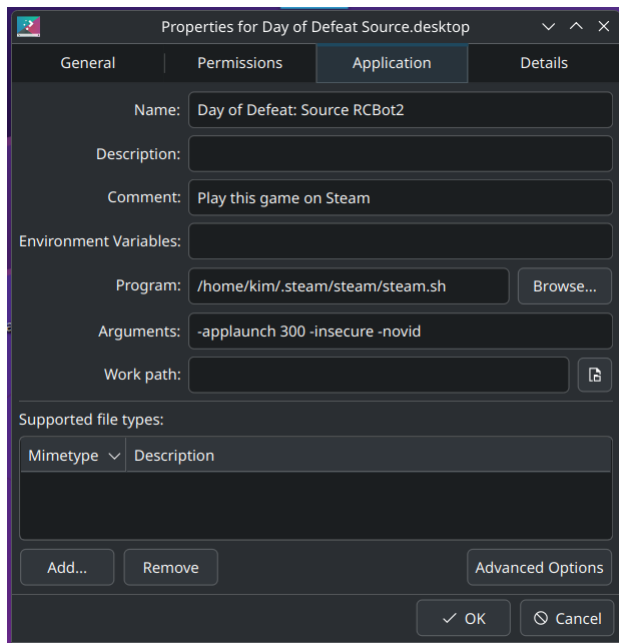 Properties for Day of Defeat Source.desktop
General Permissions Application Details
Name: Day of Defeat: Source RCBot2
Description:
Comment: Play this game on Steam
Environment Variables:
Program: /home/kim/.steam/steam/steam.sh Browse...
Arguments: -applaunch 300 -insecure -novid
Work path:
Supported file types:
Mimetype Description
Add... Remove Advanced Options
OK Cancel